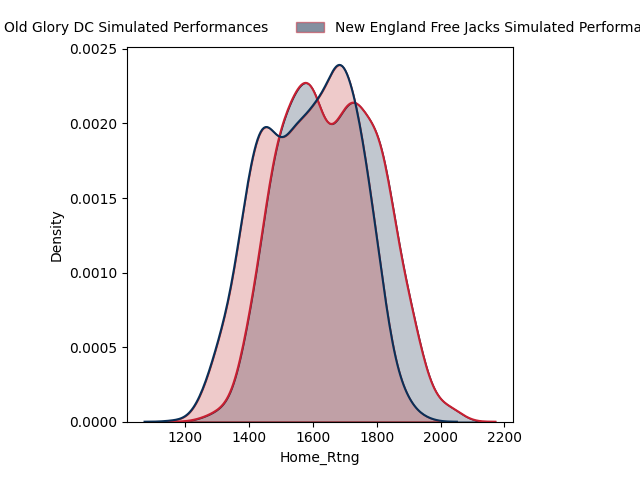 Old Glory DC Simulated Performances New England Free Jacks Simulated Performa
0.0025
0.0020
0.0015
0.0010
0.0005
0.0000
Density
1200 1400 1600 1800 2000 2200
Home_Rtng